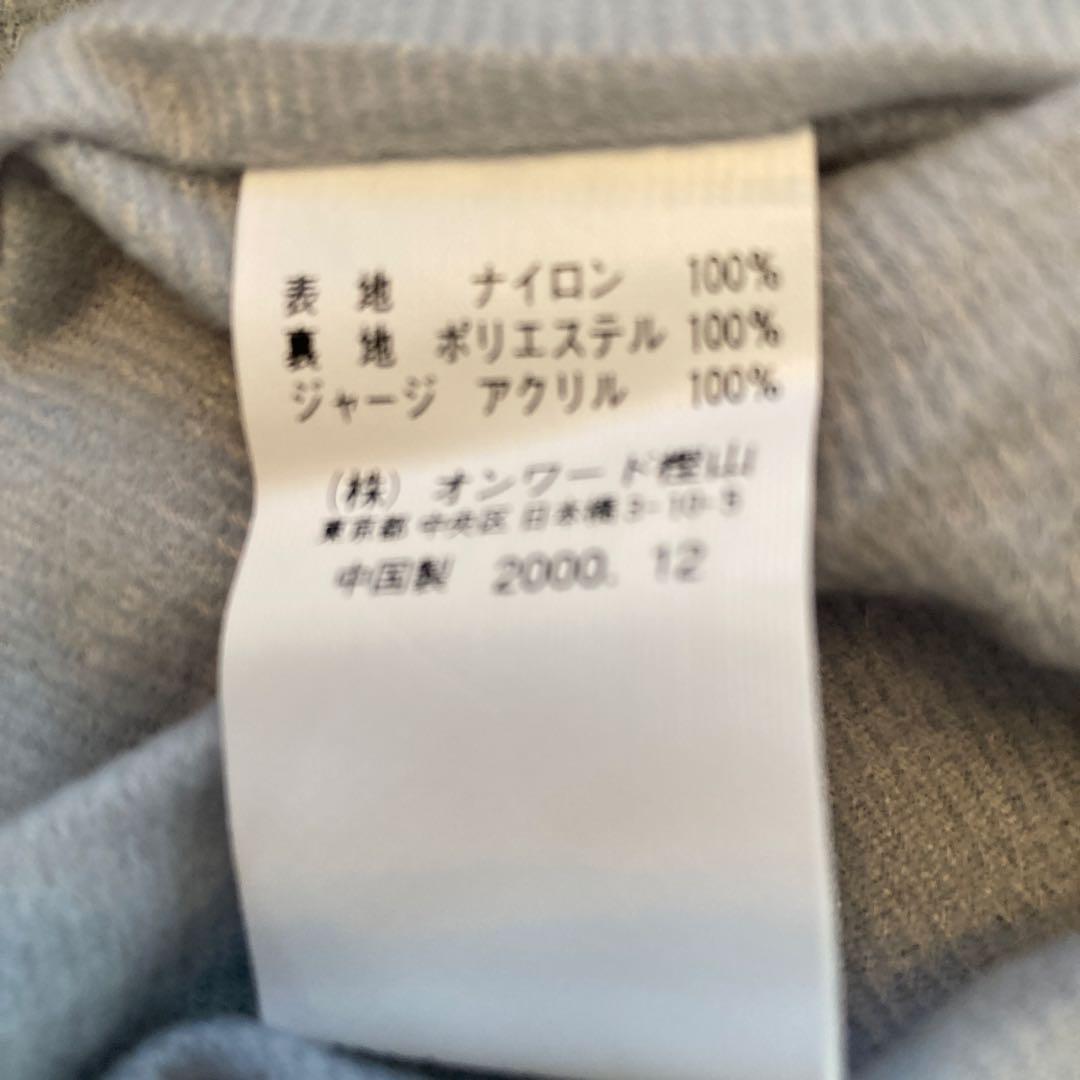 表 地 ナイロン 100%
裏 地 ポリエステル 100%
ジャージ アクリル 100%
(株) オンワード樫山
東京都 中央区 日本橋 3-10-5
中国製 2000. 12